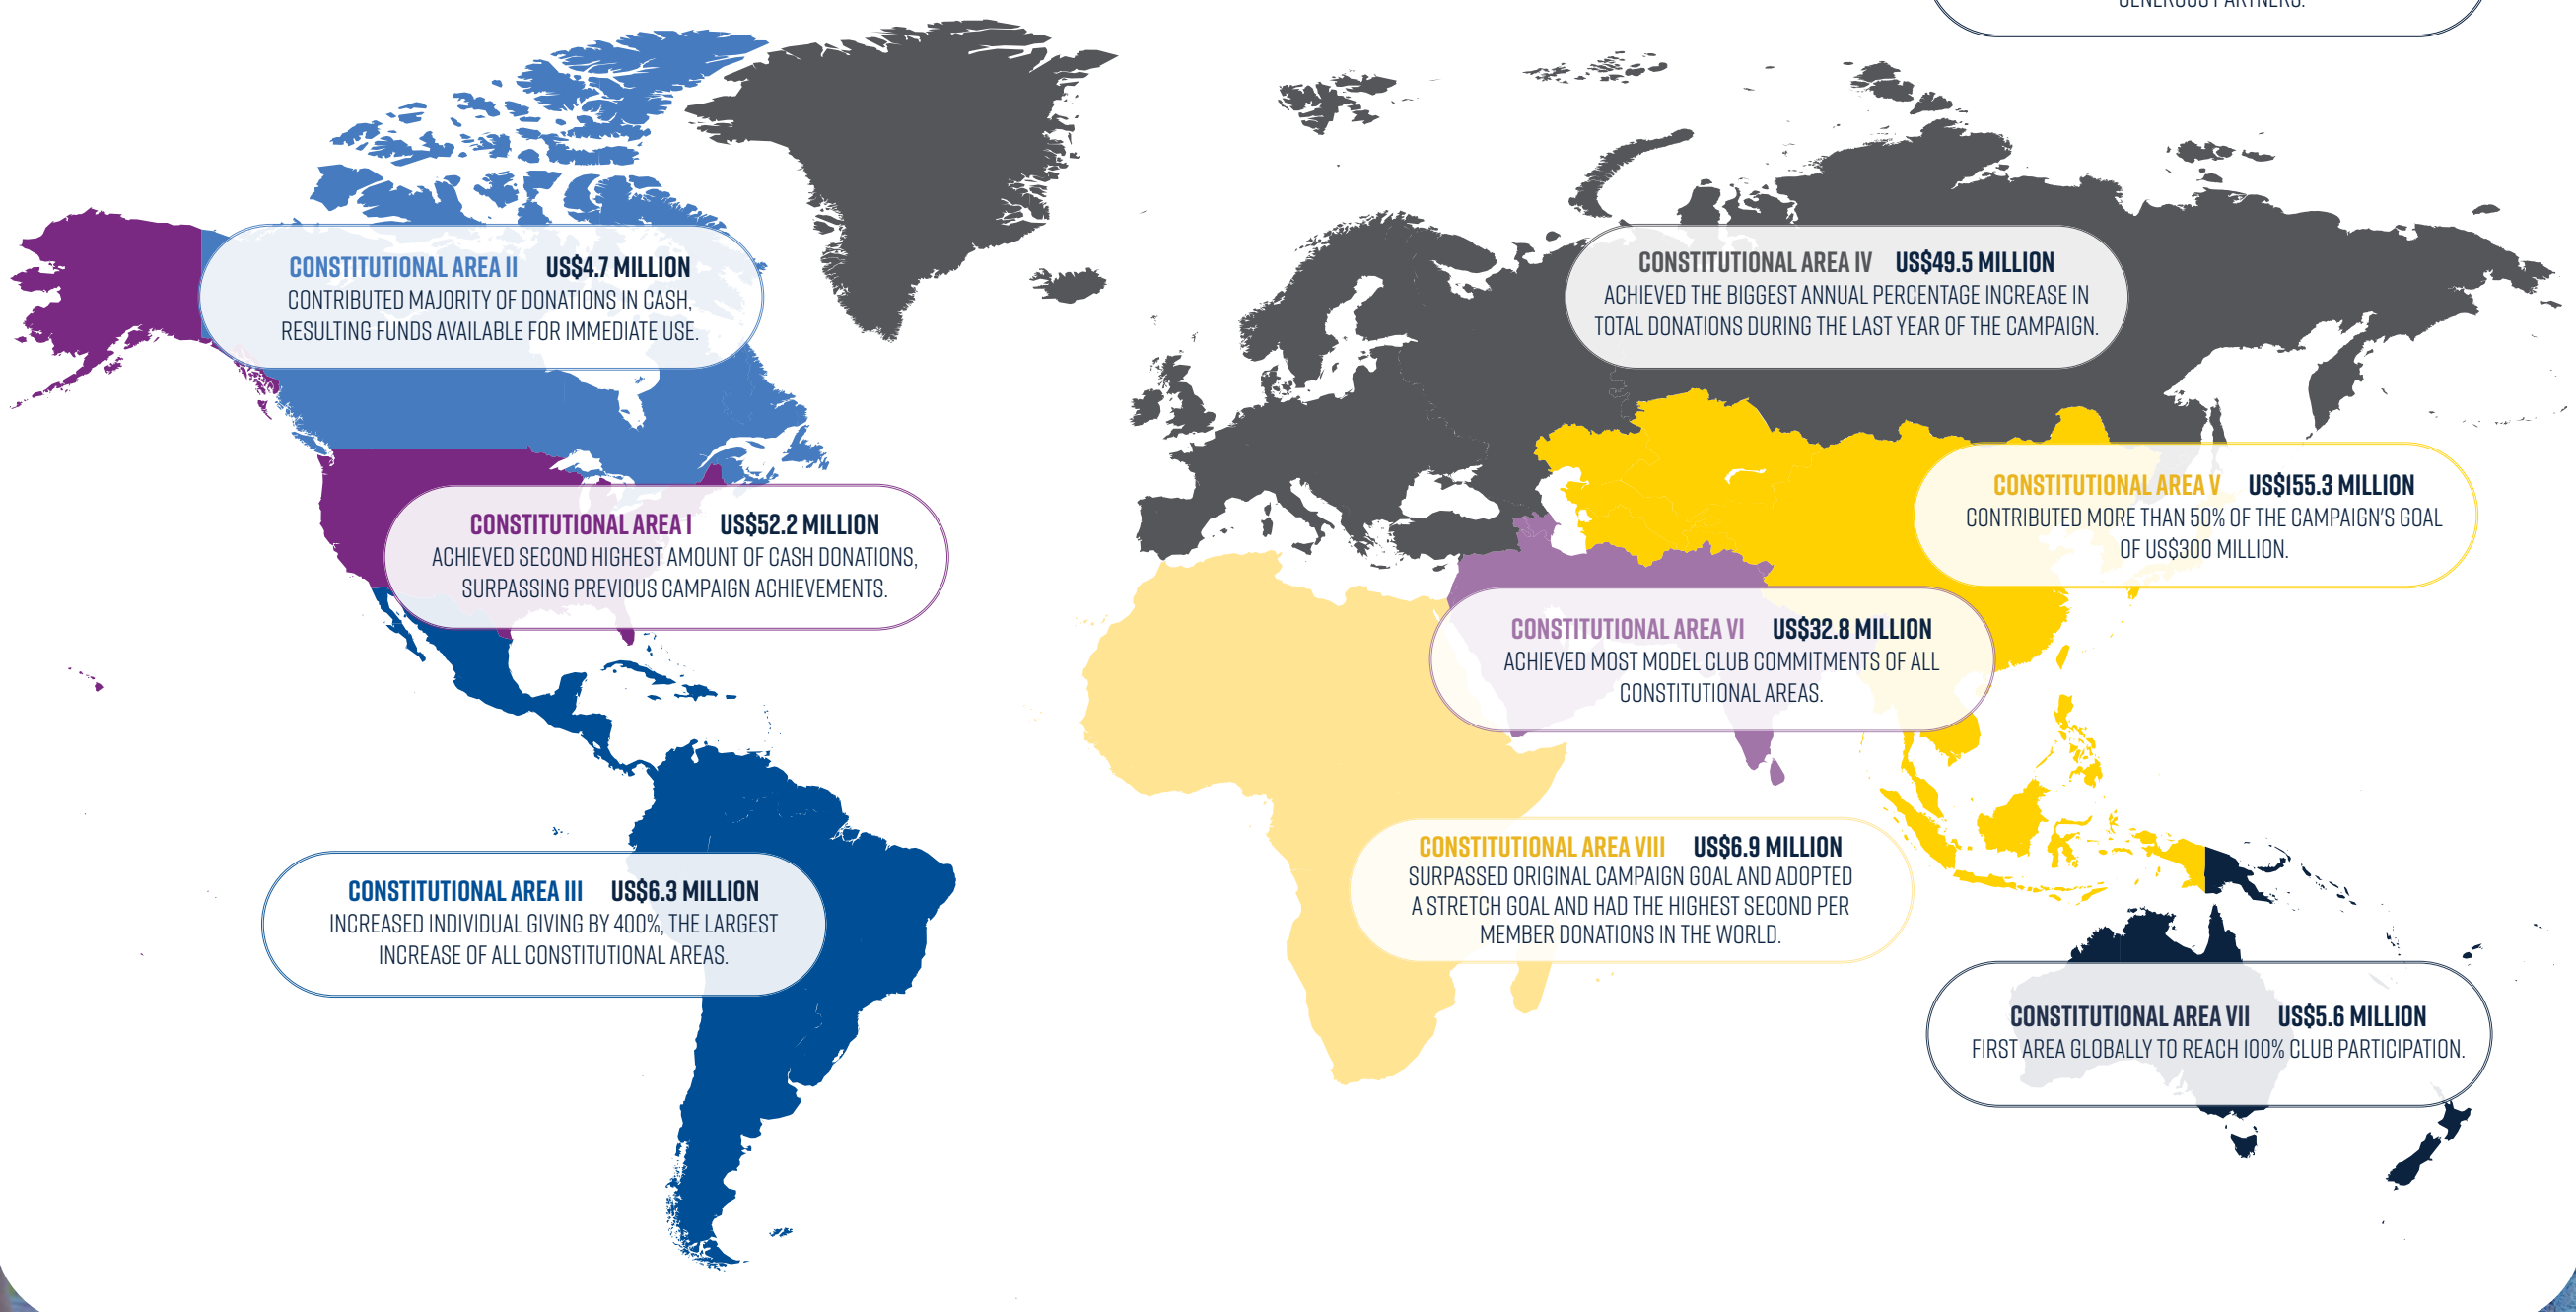 GENEROUS PARTNERS.
CONSTITUTIONAL AREA II US$4.7 MILLION
CONTRIBUTED MAJORITY OF DONATIONS IN CASH,
RESULTING FUNDS AVAILABLE FOR IMMEDIATE USE.
CONSTITUTIONAL AREA IV US$49.5 MILLION
ACHIEVED THE BIGGEST ANNUAL PERCENTAGE INCREASE IN
TOTAL DONATIONS DURING THE LAST YEAR OF THE CAMPAIGN.
CONSTITUTIONAL AREA I US$52.2 MILLION
ACHIEVED SECOND HIGHEST AMOUNT OF CASH DONATIONS,
SURPASSING PREVIOUS CAMPAIGN ACHIEVEMENTS.
CONSTITUTIONAL AREA V US$155.3 MILLION
CONTRIBUTED MORE THAN 50% OF THE CAMPAIGN'S GOAL
OF US$300 MILLION.
CONSTITUTIONAL AREA VI US$32.8 MILLION
ACHIEVED MOST MODEL CLUB COMMITMENTS OF ALL
CONSTITUTIONAL AREAS.
CONSTITUTIONAL AREA III US$6.3 MILLION
INCREASED INDIVIDUAL GIVING BY 400%, THE LARGEST
INCREASE OF ALL CONSTITUTIONAL AREAS.
CONSTITUTIONAL AREA VIII US$6.9 MILLION
SURPASSED ORIGINAL CAMPAIGN GOAL AND ADOPTED
A STRETCH GOAL AND HAD THE HIGHEST SECOND PER
MEMBER DONATIONS IN THE WORLD.
CONSTITUTIONAL AREA VII US$5.6 MILLION
FIRST AREA GLOBALLY TO REACH 100% CLUB PARTICIPATION.